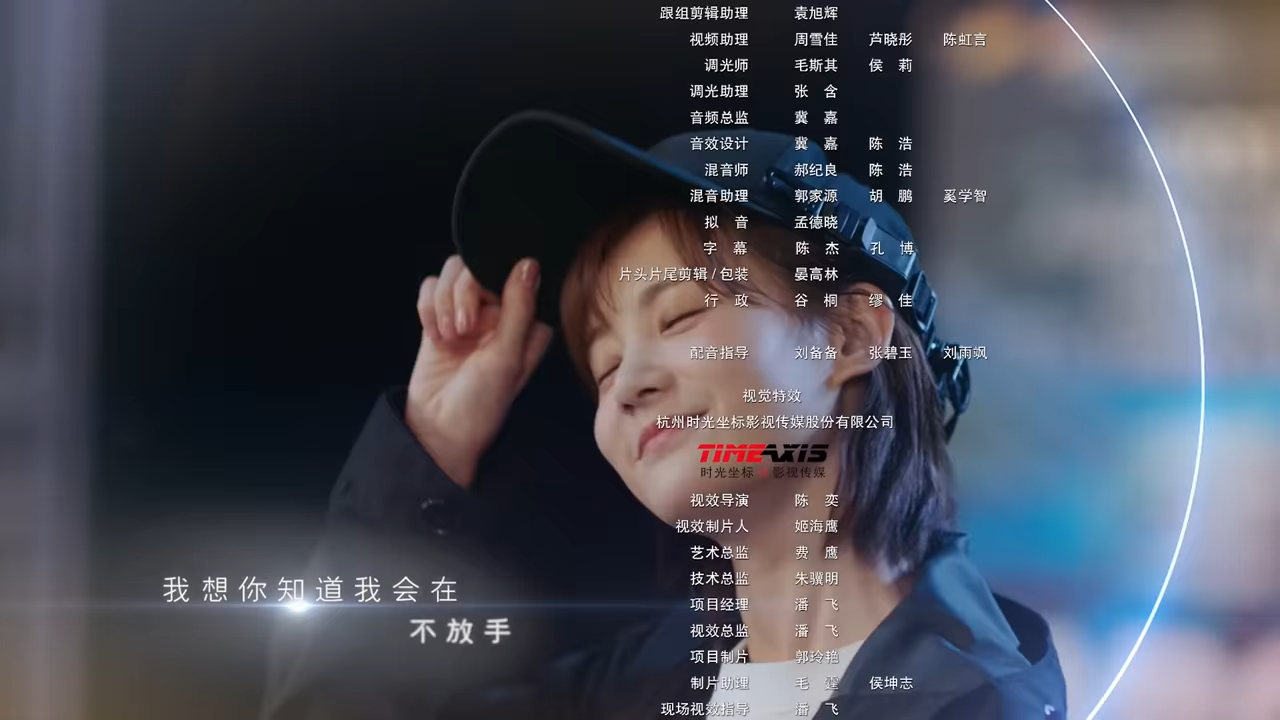 跟组剪辑助理 袁旭辉
视频助理 周雪佳 芦晓彤 陈虹言
调光师 毛斯其 侯 莉
调光助理 张 含
音频总监 冀 嘉
音效设计 冀 嘉 陈 浩
混音师 郝纪良 陈 浩
混音助理 郭家源 胡 鹏 奚学智
拟 音 孟德晓
字 幕 陈 杰 孔 博
片头片尾剪辑 / 包装 晏高林
行 政 谷 桐 缪 佳
配音指导 刘备备 张碧玉 刘雨飒
视觉特效
杭州时光坐标影视传媒股份有限公司
TIMEAXIS
时光坐标 影视传媒
视效导演 陈 奕
视效制片人 姬海鹰
艺术总监 费 鹰
技术总监 朱骥明
项目经理 潘 飞
视效总监 潘 飞
项目制片 郭玲艳
制片助理 毛 霆 侯坤志
现场视效指导 潘 飞
我想你知道我会在
不放手